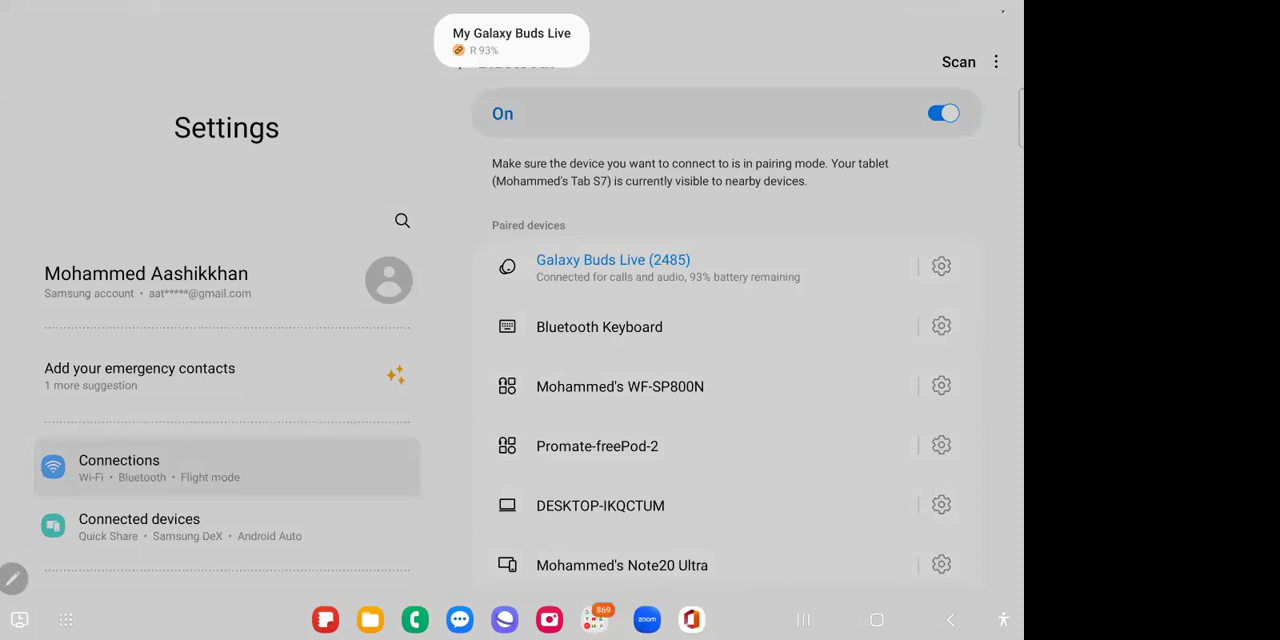 My Galaxy Buds Live
R 93%
Scan
Settings
On
Make sure the device you want to connect to is in pairing mode. Your tablet
(Mohammed's Tab S7) is currently visible to nearby devices.
Paired devices
Mohammed Aashikkhan
Samsung account • aat*****@gmail.com
Galaxy Buds Live (2485)
Connected for calls and audio, 93% battery remaining
Bluetooth Keyboard
Add your emergency contacts
1 more suggestion
Mohammed's WF-SP800N
Promate-freePod-2
Connections
Wi-Fi • Bluetooth • Flight mode
DESKTOP-IKQCTUM
Connected devices
Quick Share • Samsung DeX • Android Auto
Mohammed's Note20 Ultra
869
zoom